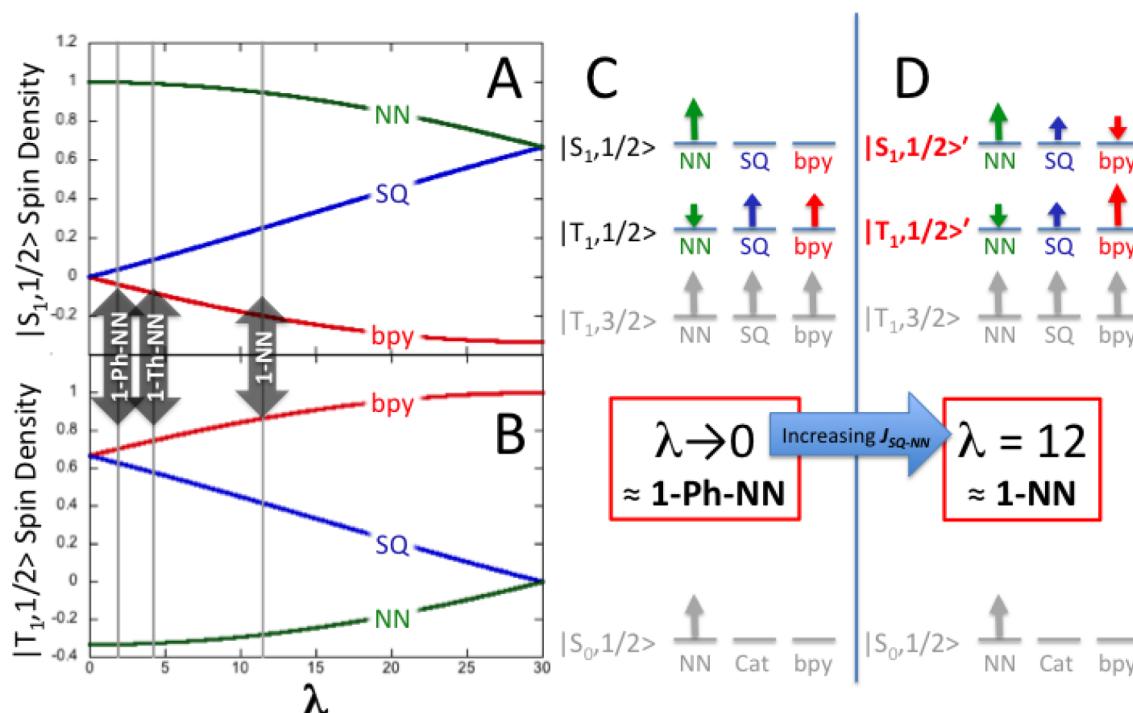 |S₁,1/2> Spin Density
1.2
1
0.8
0.6
0.4
0.2
0
-0.2
A
NN
SQ
bpy
1-Ph-NN
1-Th-NN
1-NN
|T₁,1/2> Spin Density
1
0.8
0.6
0.4
0.2
0
-0.2
-0.4
B
bpy
SQ
NN
0 5 10 15 20 25 30
λ
C
|S₁,1/2>
NN SQ bpy
|T₁,1/2>
NN SQ bpy
|T₁,3/2>
NN SQ bpy
λ→0
≈ 1-Ph-NN
Increasing J_SQ-NN
|S₀,1/2>
NN Cat bpy
D
|S₁,1/2>'
NN SQ bpy
|T₁,1/2>'
NN SQ bpy
|T₁,3/2>
NN SQ bpy
λ = 12
≈ 1-NN
|S₀,1/2>
NN Cat bpy